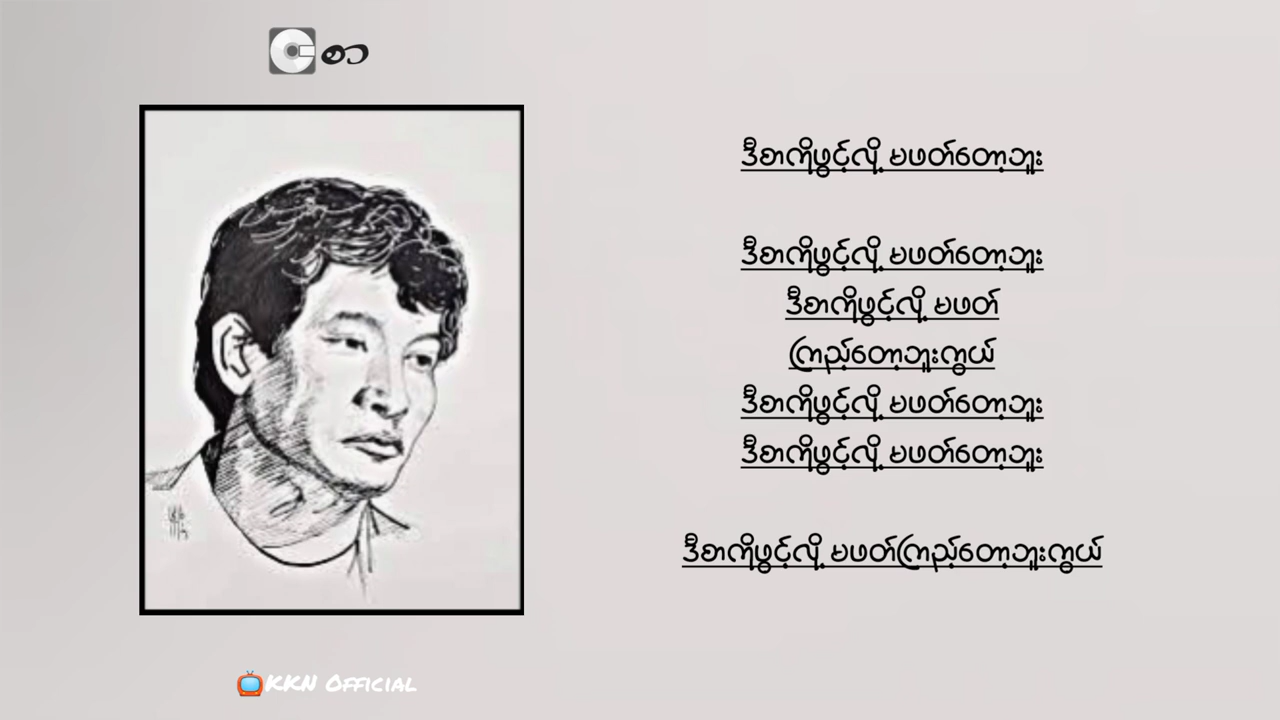 စာ
ဒီစာကိုဖွင့်လို့ မဖတ်တော့ဘူး
ဒီစာကိုဖွင့်လို့ မဖတ်တော့ဘူး
ဒီစာကိုဖွင့်လို့ မဖတ်
ကြည့်တော့ဘူးကွယ်
ဒီစာကိုဖွင့်လို့ မဖတ်တော့ဘူး
ဒီစာကိုဖွင့်လို့ မဖတ်တော့ဘူး
ဒီစာကိုဖွင့်လို့ မဖတ်ကြည့်တော့ဘူးကွယ်
KKN OFFICIAL